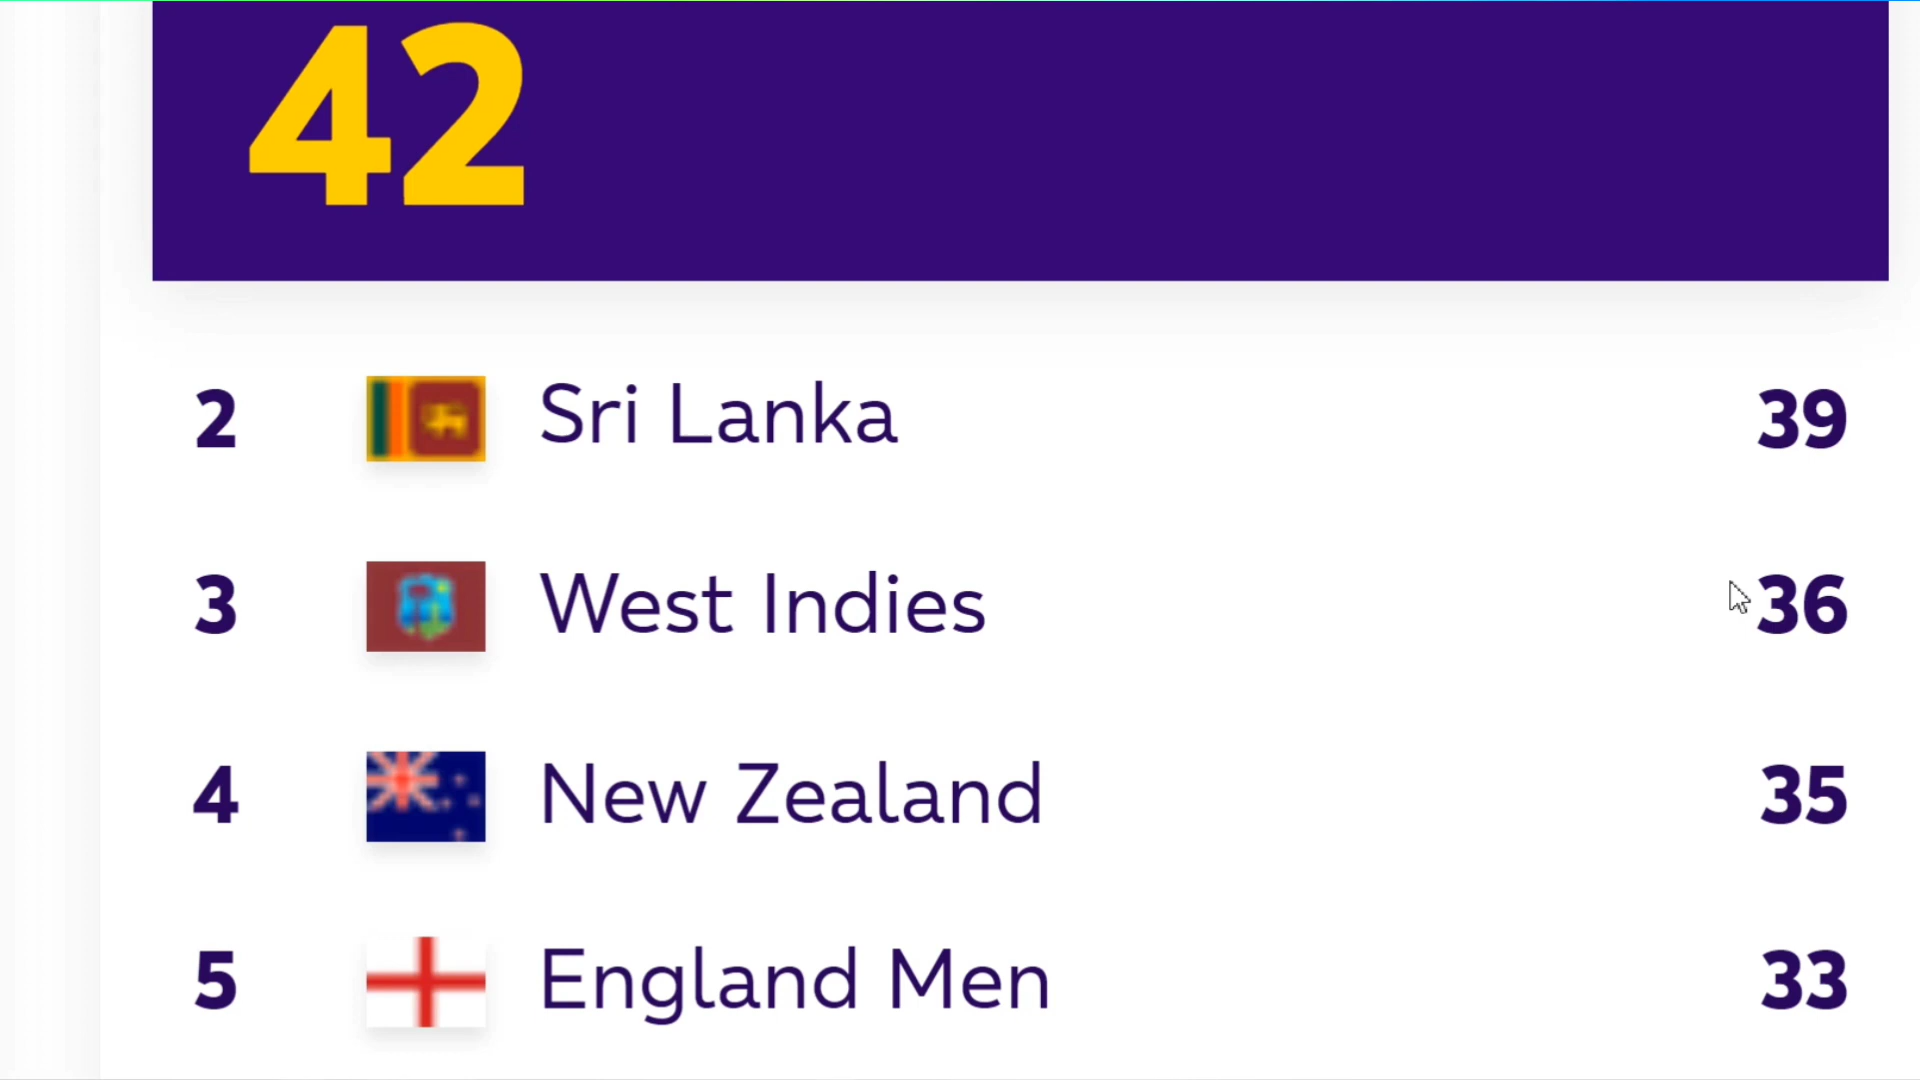 42
2 Sri Lanka 39
3 West Indies 36
4 New Zealand 35
5 England Men 33